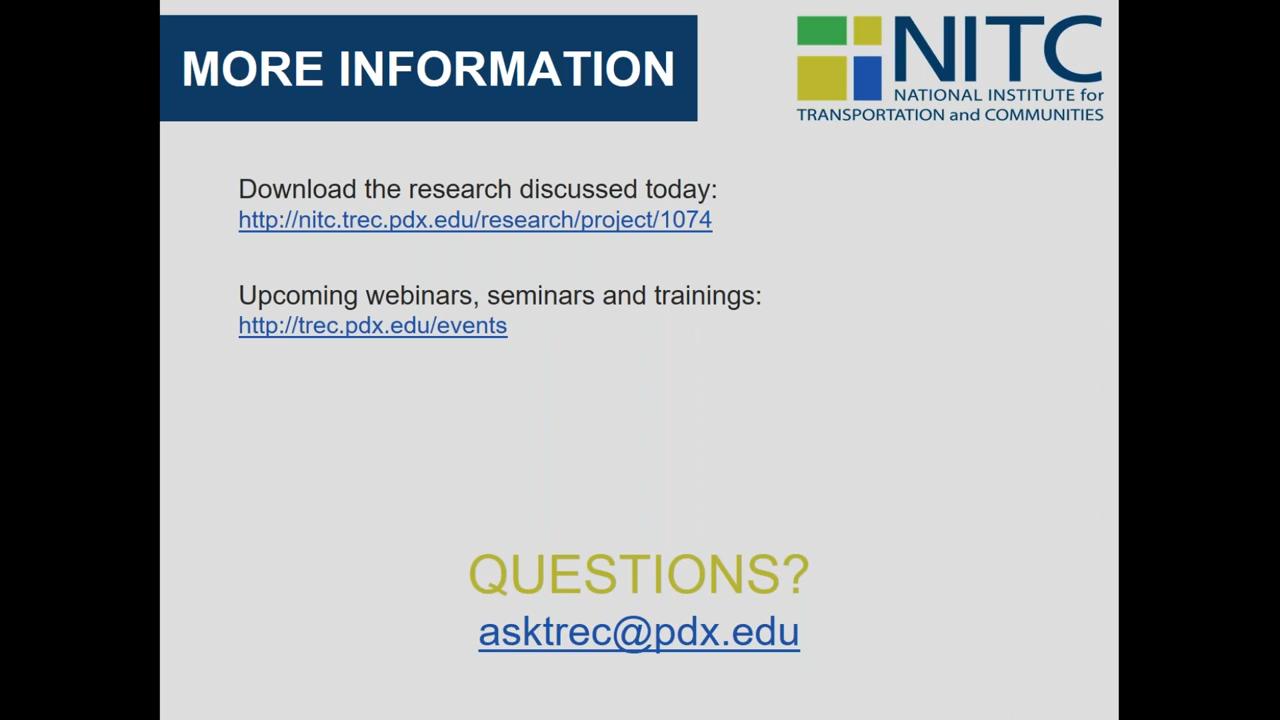 MORE INFORMATION
NITC
NATIONAL INSTITUTE for
TRANSPORTATION and COMMUNITIES
Download the research discussed today:
http://nitc.trec.pdx.edu/research/project/1074
Upcoming webinars, seminars and trainings:
http://trec.pdx.edu/events
QUESTIONS?
asktrec@pdx.edu